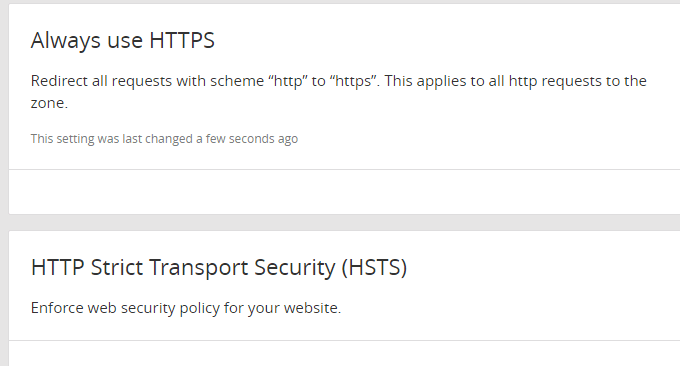 Always use HTTPS
Redirect all requests with scheme “http” to “https”. This applies to all http requests to the
zone.
This setting was last changed a few seconds ago
HTTP Strict Transport Security (HSTS)
Enforce web security policy for your website.